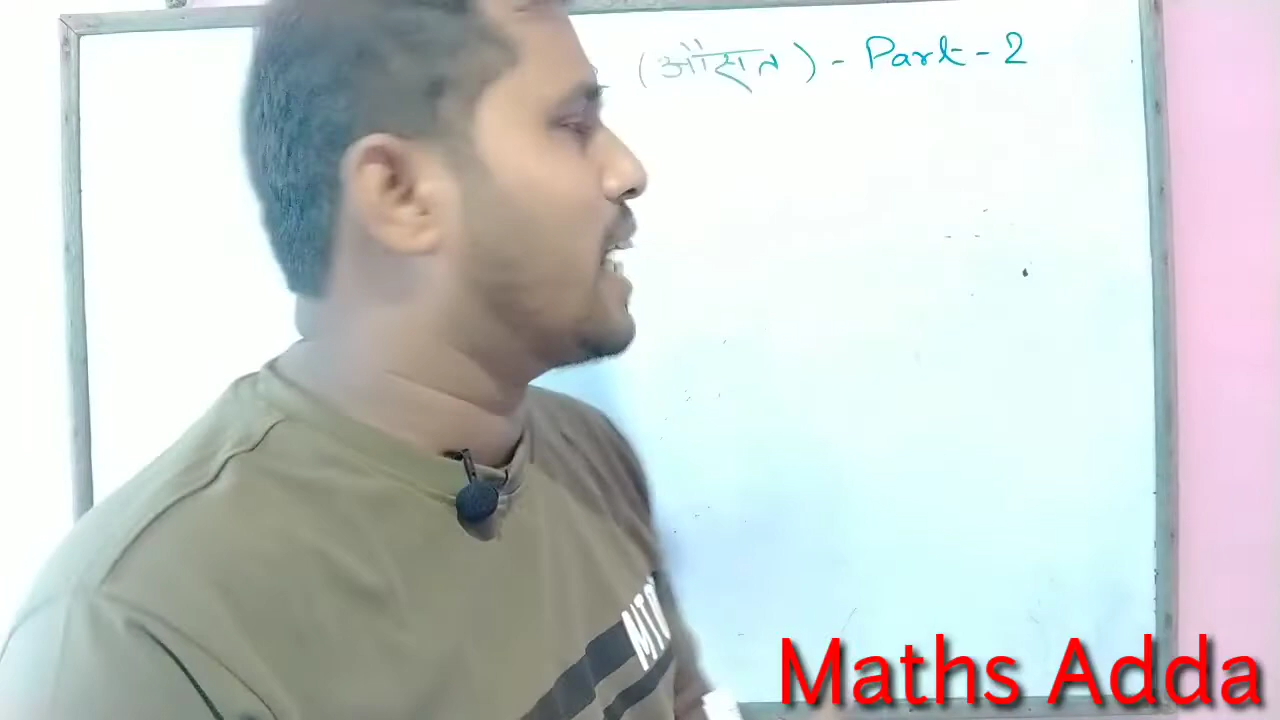 (औसत) - Part - 2
Maths Adda